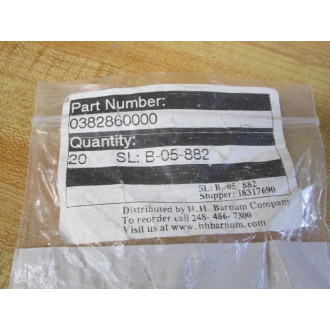 Part Number:
0382860000
Quantity:
20 SL: B-05-882
SL: B-05-882
Shipper: 18317690
Distributed by H.H. Barnum Company
To reorder call 248-486-7300
Visit us at www.hhbarnum.com